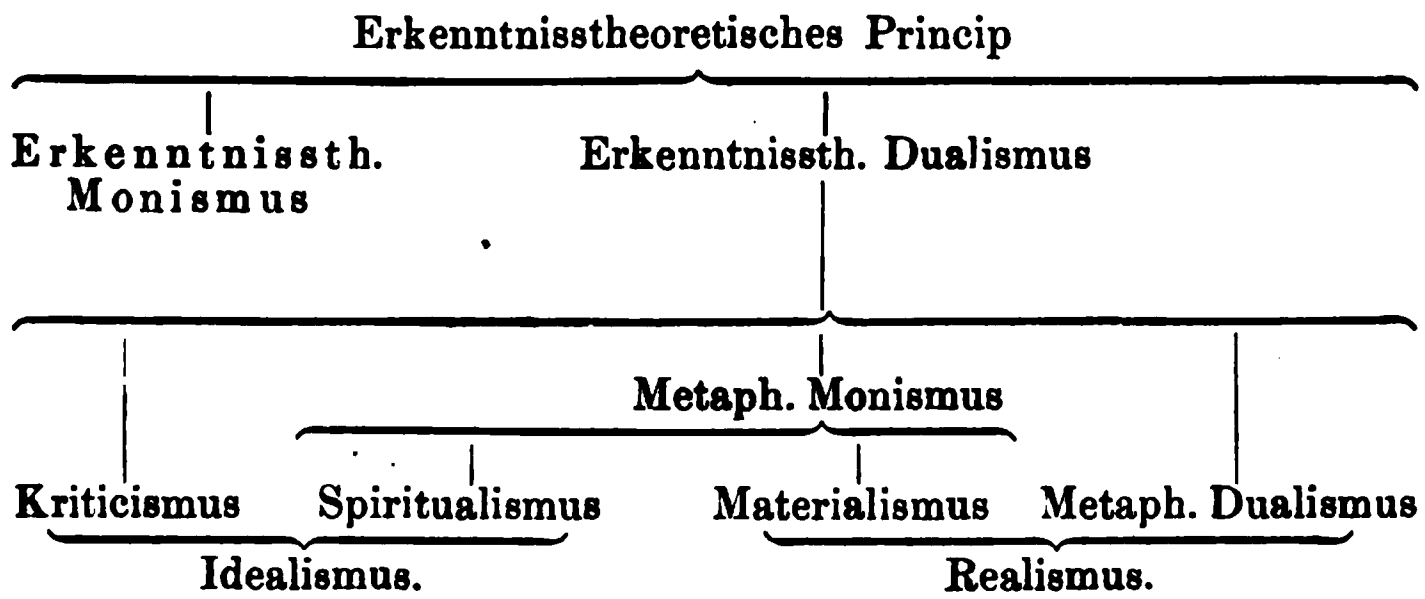 Erkenntnisstheoretisches Princip
Erkenntnissth.
Monismus
Erkenntnissth. Dualismus
Metaph. Monismus
Kriticismus Spiritualismus Materialismus Metaph. Dualismus
Idealismus. Realismus.